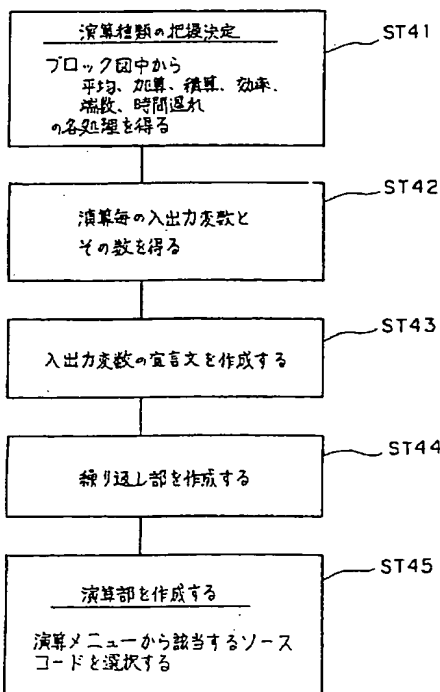 演算種類の把握決定
ST41
ブロック図中から
平均、加算、積算、効率、
端数、時間遅れ
の各処理を得る
ST42
演算毎の入出力変数と
その数を得る
ST43
入出力変数の宣言文を作成する
ST44
繰り返し部を作成する
ST45
演算部を作成する
演算メニューから該当するソース
コードを選択する